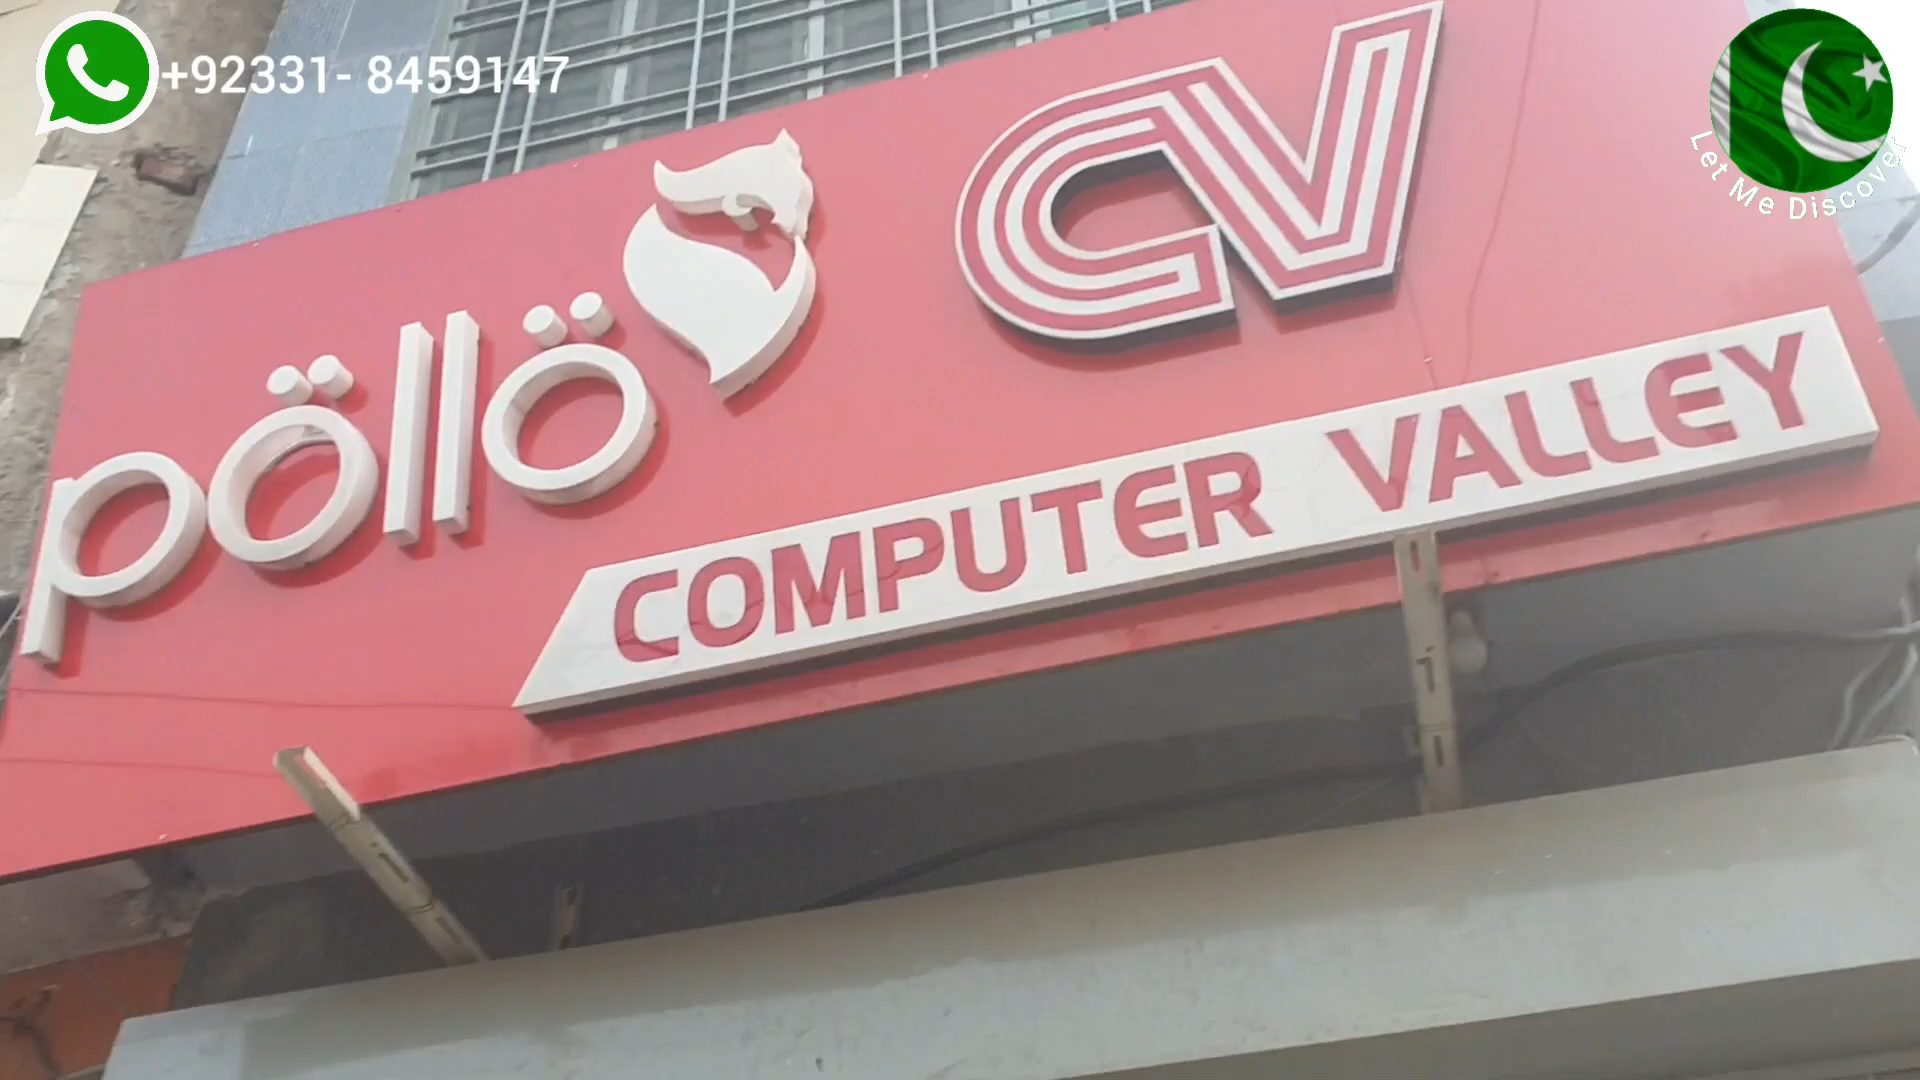 +92331- 8459147
Let Me Discover
pöllö
CV
COMPUTER VALLEY